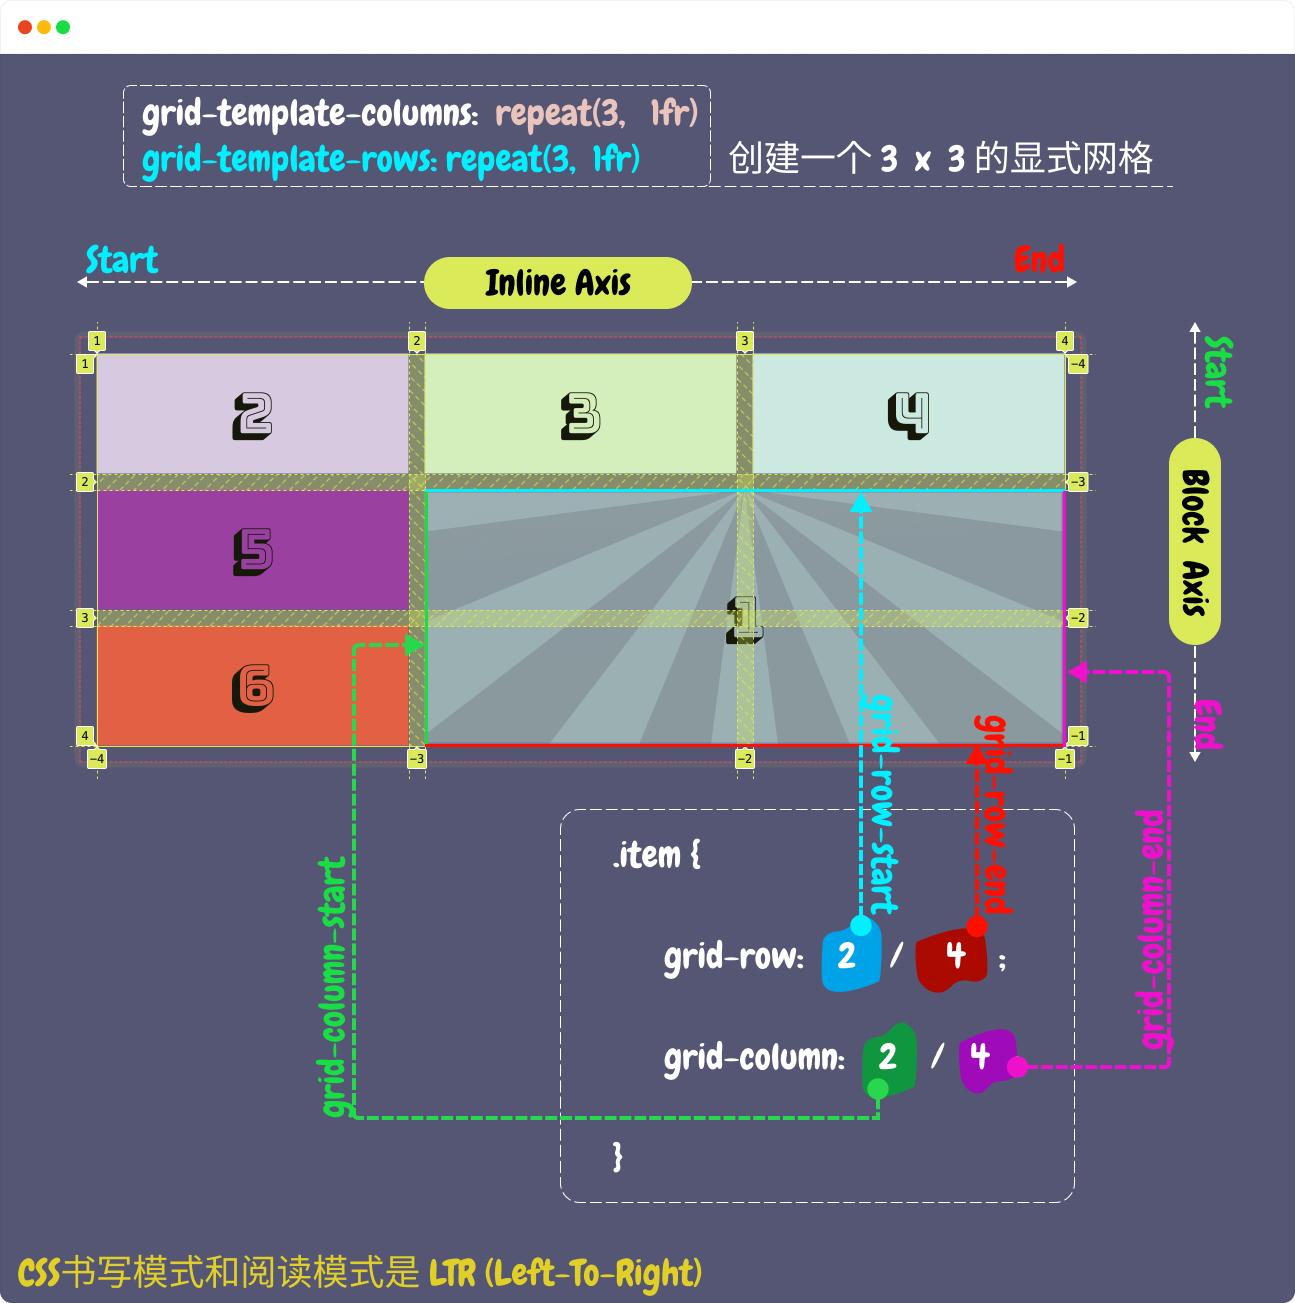 grid-template-columns: repeat(3, 1fr)
grid-template-rows: repeat(3, 1fr)
创建一个 3 x 3 的显式网格
Start
End
Inline Axis
1
2
3
4
1
-4
Start
2
3
4
2
-3
Block Axis
5
1
3
-2
6
End
4
-1
-4
-3
-2
-1
grid-row-start
grid-row-end
grid-column-start
grid-column-end
.item {
grid-row: 2 / 4 ;
grid-column: 2 / 4
}
CSS书写模式和阅读模式是 LTR (Left-To-Right)